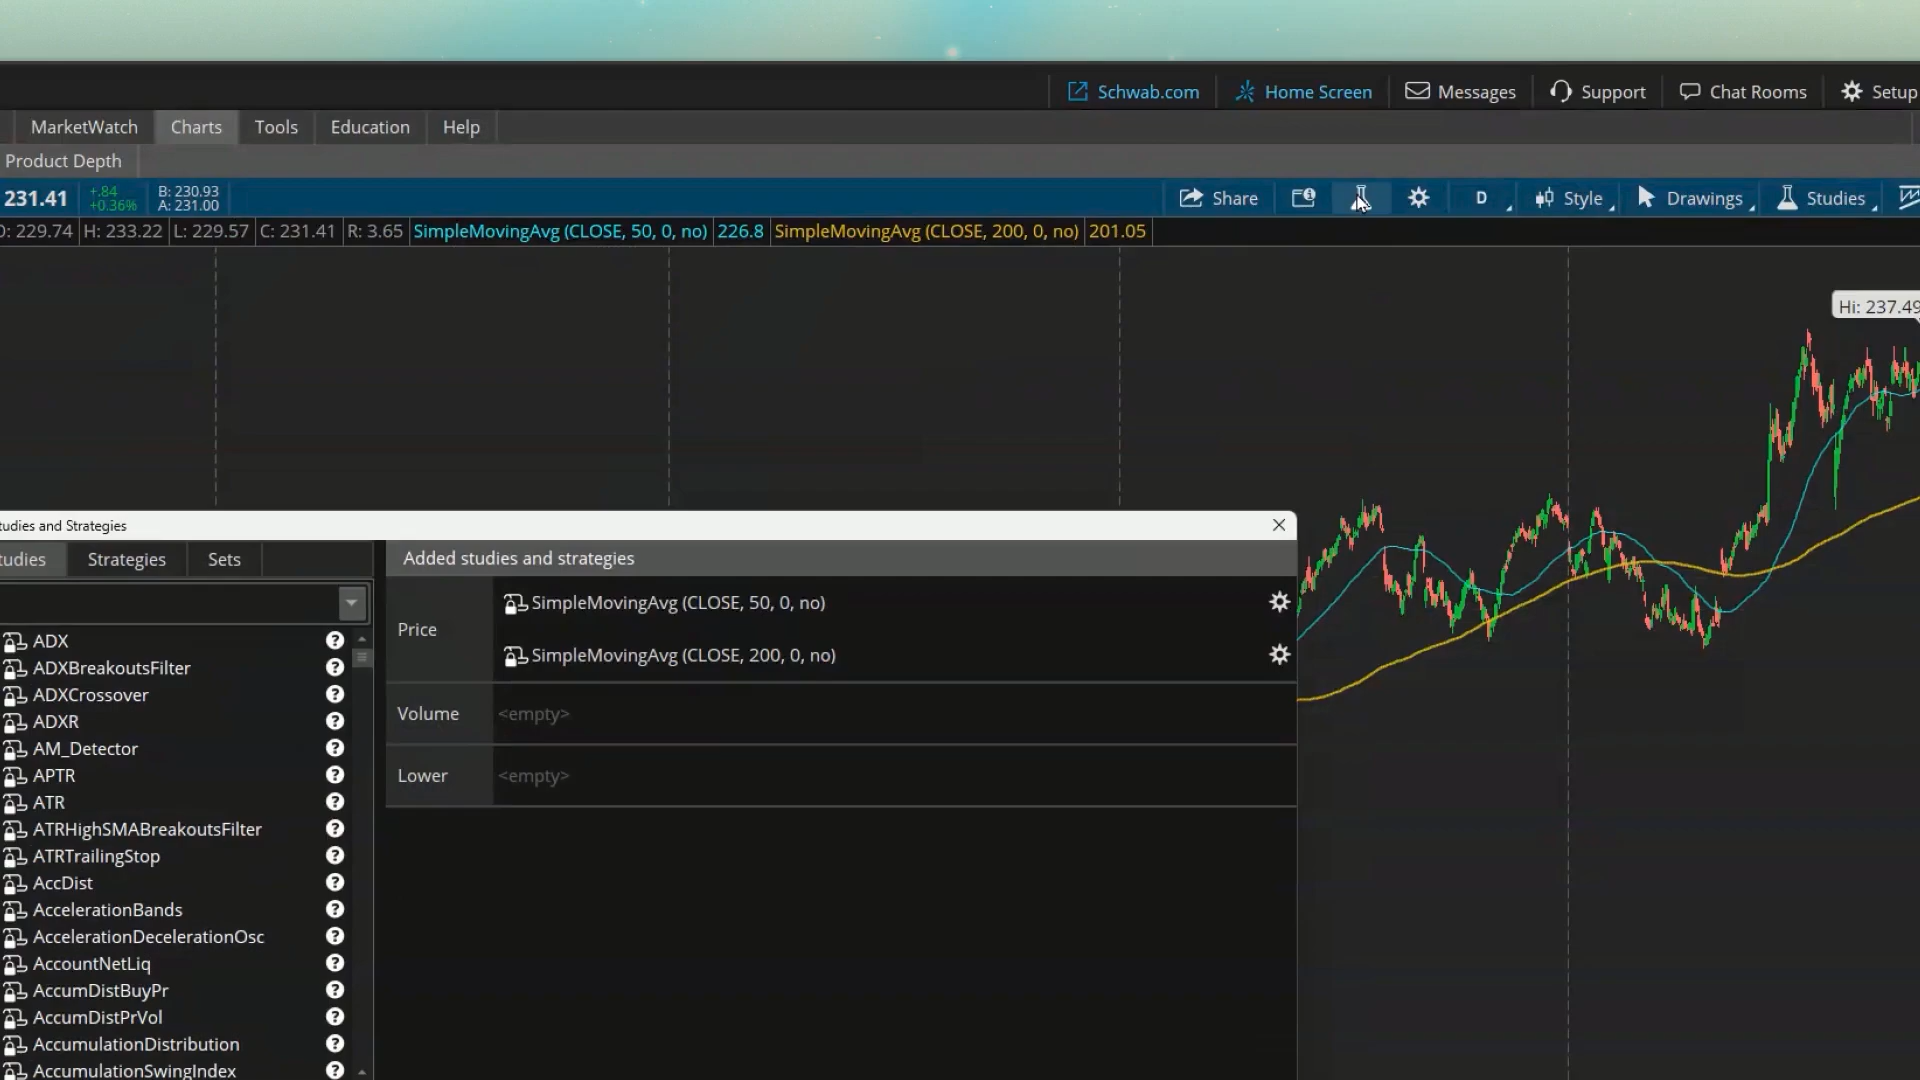 Schwab.com Home Screen Messages Support Chat Rooms Setup
MarketWatch Charts Tools Education Help
Product Depth
231.41 +.84 +0.36% B: 230.93 A: 231.00 Share D Style Drawings Studies
O: 229.74 H: 233.22 L: 229.57 C: 231.41 R: 3.65 SimpleMovingAvg (CLOSE, 50, 0, no) 226.8 SimpleMovingAvg (CLOSE, 200, 0, no) 201.05
Hi: 237.49
tudies and Strategies
tudies Strategies Sets
Added studies and strategies
Price
SimpleMovingAvg (CLOSE, 50, 0, no)
SimpleMovingAvg (CLOSE, 200, 0, no)
Volume <empty>
Lower <empty>
ADX
ADXBreakoutsFilter
ADXCrossover
ADXR
AM_Detector
APTR
ATR
ATRHighSMABreakoutsFilter
ATRTrailingStop
AccDist
AccelerationBands
AccelerationDecelerationOsc
AccountNetLiq
AccumDistBuyPr
AccumDistPrVol
AccumulationDistribution
AccumulationSwingIndex